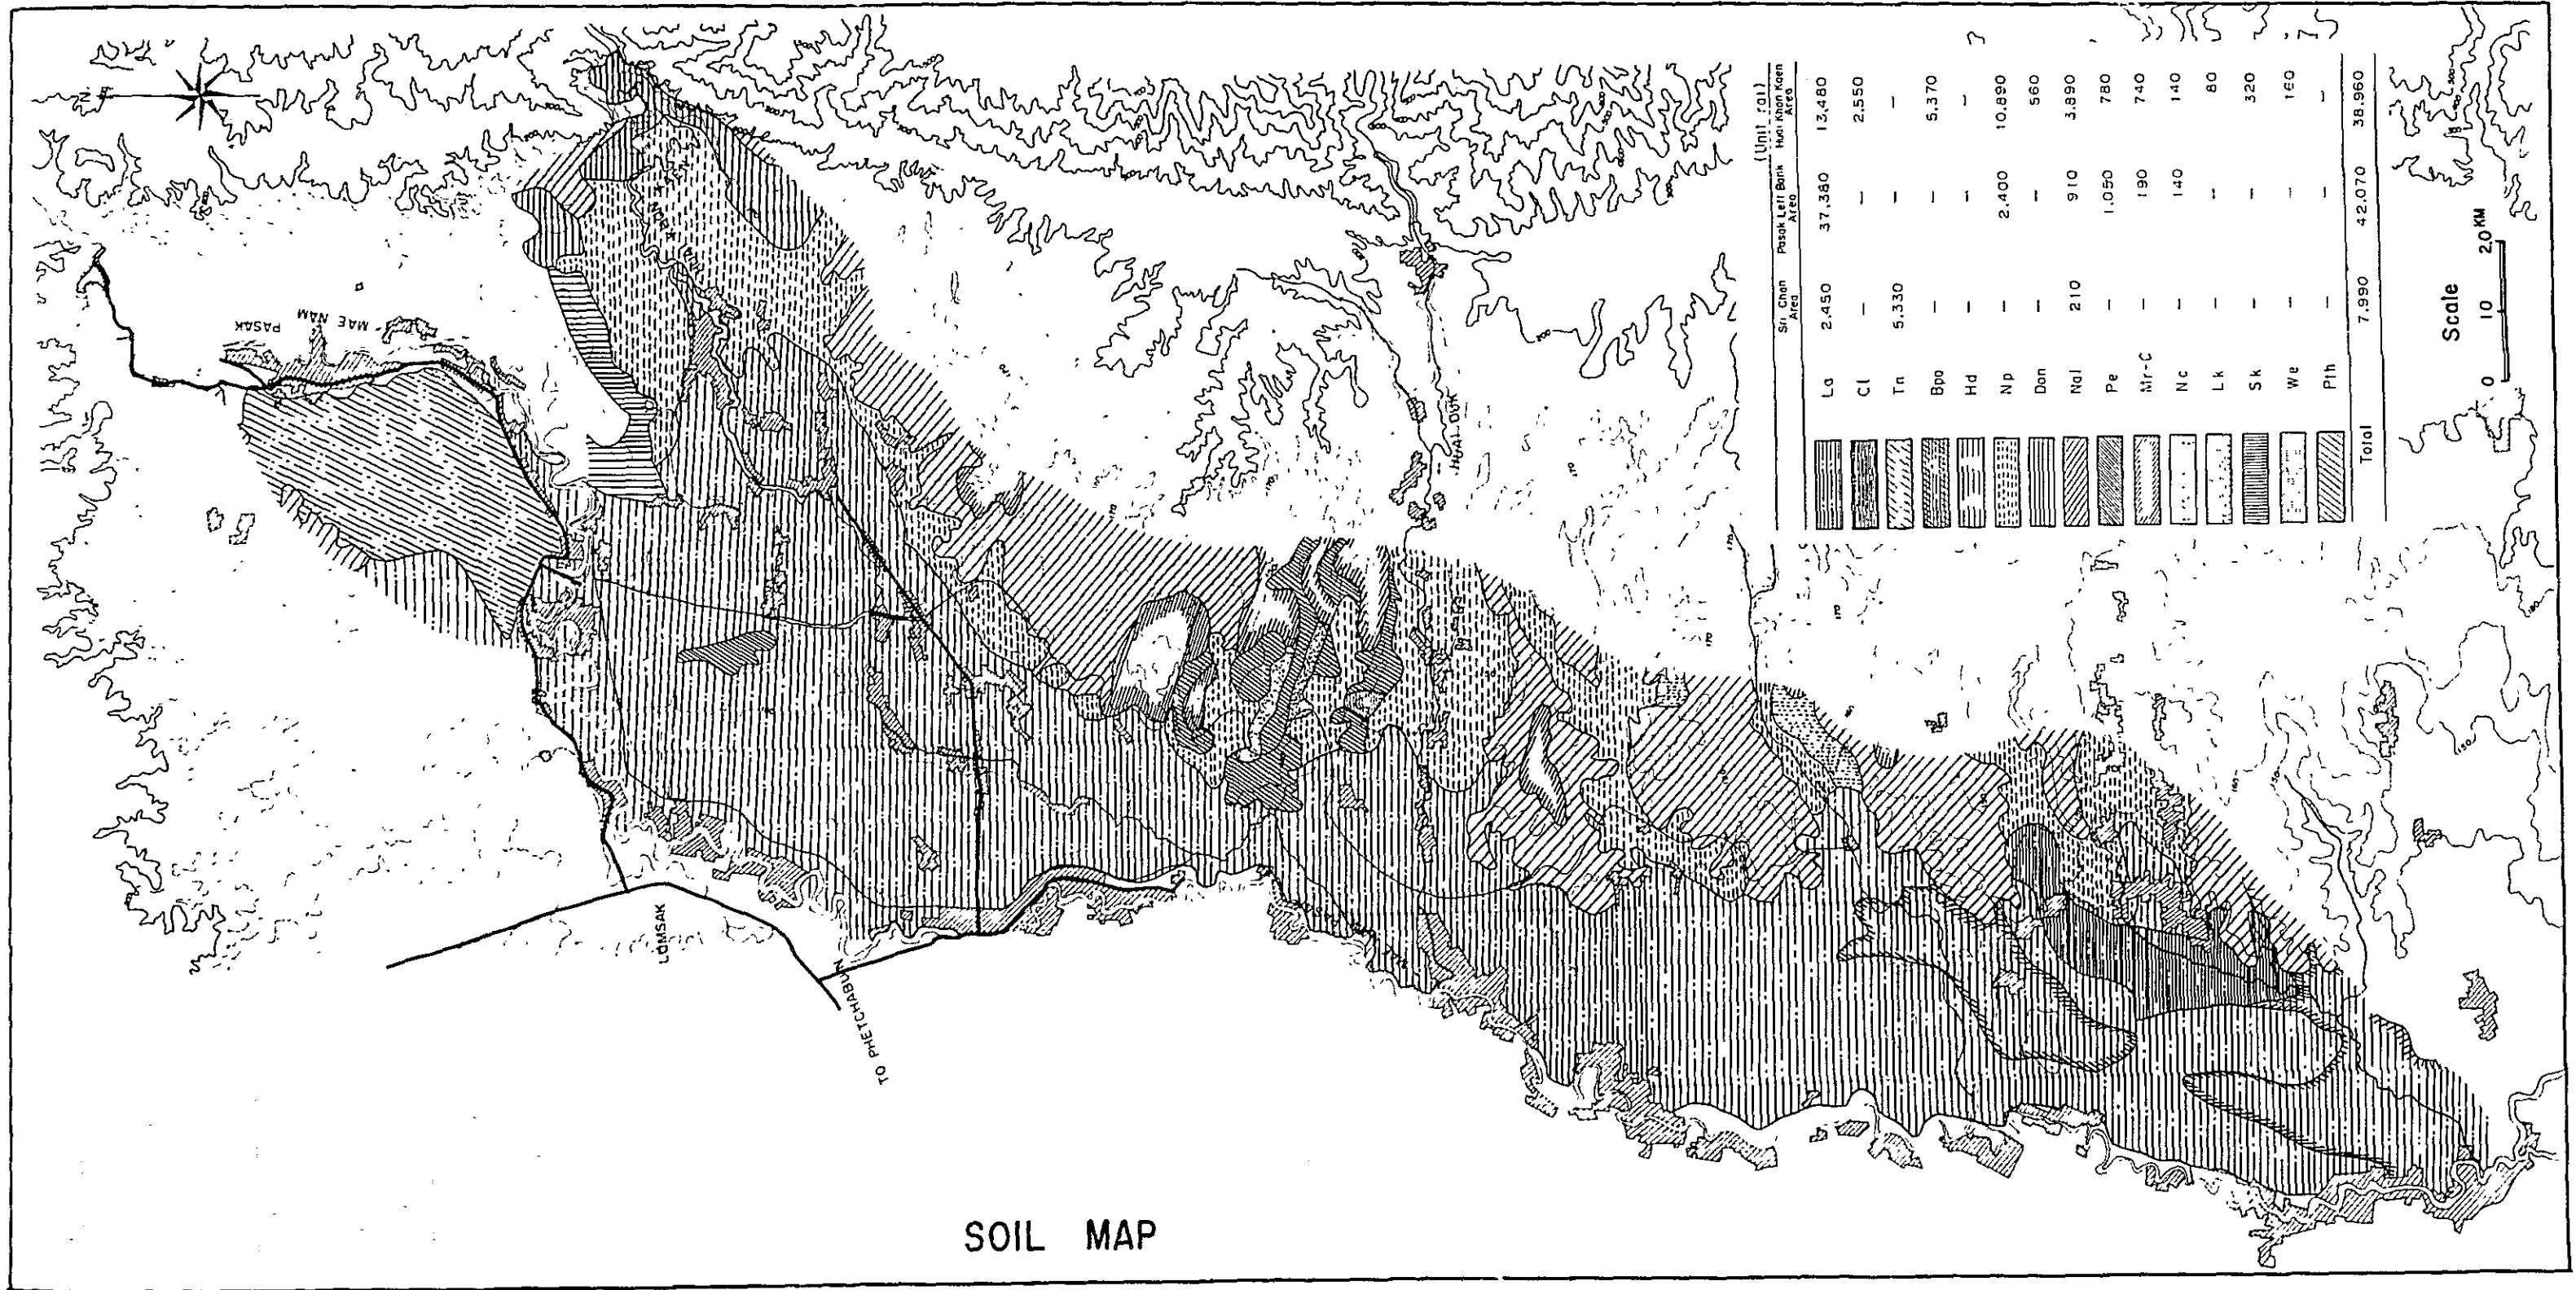 PASAK
MAE NAM
LOMSAK
TO PHETCHABURN
HUAI DUK
(Unit : rai)
Sri Chan Area Pasak Left Bank Area Huai Khon Kaen Area
La 2.450 37.380 13,480
Cl - - 2.550
Tn 5.330 - -
Bpo - - 5.370
Hd - - -
Np - 2.400 10.890
Don - - 560
Nal 210 910 3.890
Pe - 1.050 780
Mr-C - 190 740
Nc - 140 140
Lk - - 80
Sk - - 320
We - - 160
Pth - - -
Total 7.990 42.070 38.960
Scale
0 10 20 KM
SOIL MAP